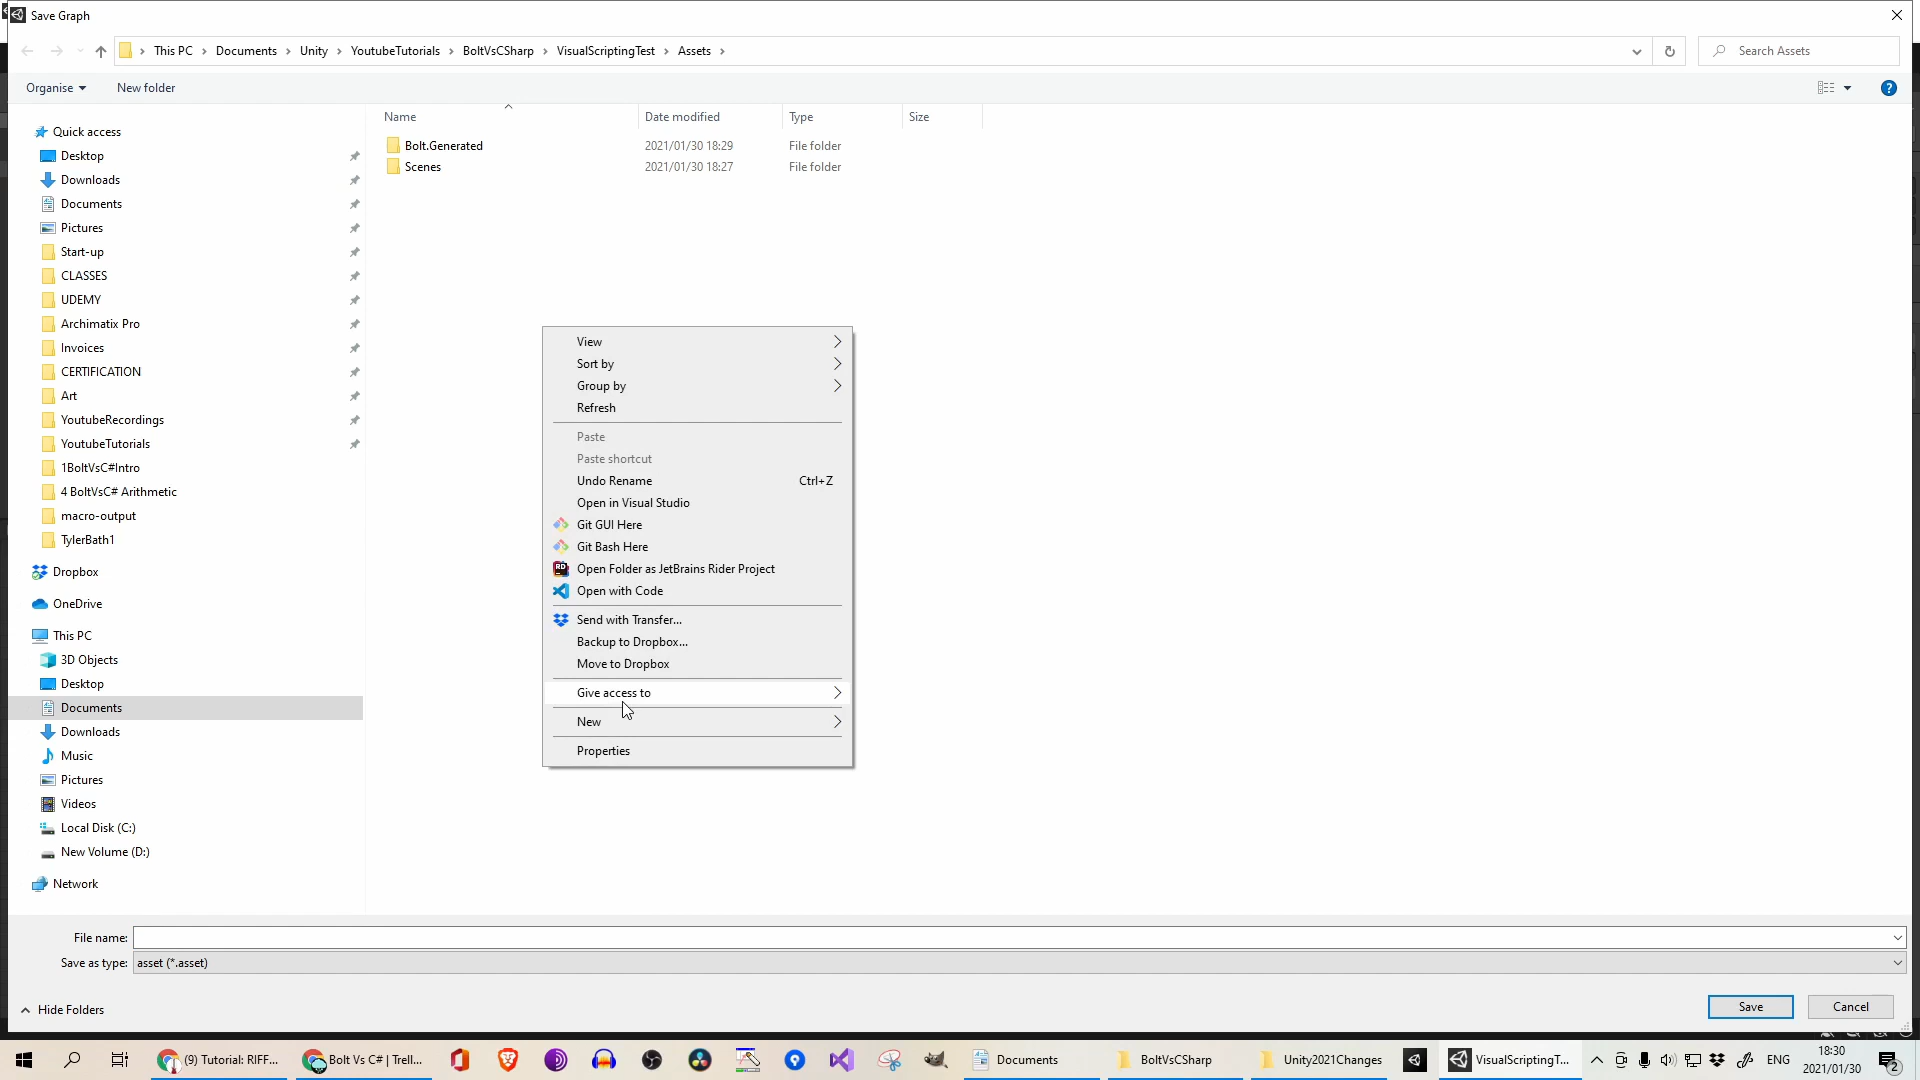 Save Graph
This PC > Documents > Unity > YoutubeTutorials > BoltVsCSharp > VisualScriptingTest > Assets >
Search Assets
Organise
New folder
Name
Date modified
Type
Size
Bolt.Generated
2021/01/30 18:29
File folder
Scenes
2021/01/30 18:27
File folder
Quick access
Desktop
Downloads
Documents
Pictures
Start-up
CLASSES
UDEMY
Archimatix Pro
Invoices
CERTIFICATION
Art
YoutubeRecordings
YoutubeTutorials
1BoltVsC#Intro
4 BoltVsC# Arithmetic
macro-output
TylerBath1
Dropbox
OneDrive
This PC
3D Objects
Desktop
Documents
Downloads
Music
Pictures
Videos
Local Disk (C:)
New Volume (D:)
Network
View
Sort by
Group by
Refresh
Paste
Paste shortcut
Undo Rename Ctrl+Z
Open in Visual Studio
Git GUI Here
Git Bash Here
Open Folder as JetBrains Rider Project
Open with Code
Send with Transfer...
Backup to Dropbox...
Move to Dropbox
Give access to
New
Properties
File name:
Save as type: asset (*.asset)
Hide Folders
Save
Cancel
(9) Tutorial: RIFF...
Bolt Vs C# | Trell...
Documents
BoltVsCSharp
Unity2021Changes
VisualScriptingT...
ENG
18:30
2021/01/30
2